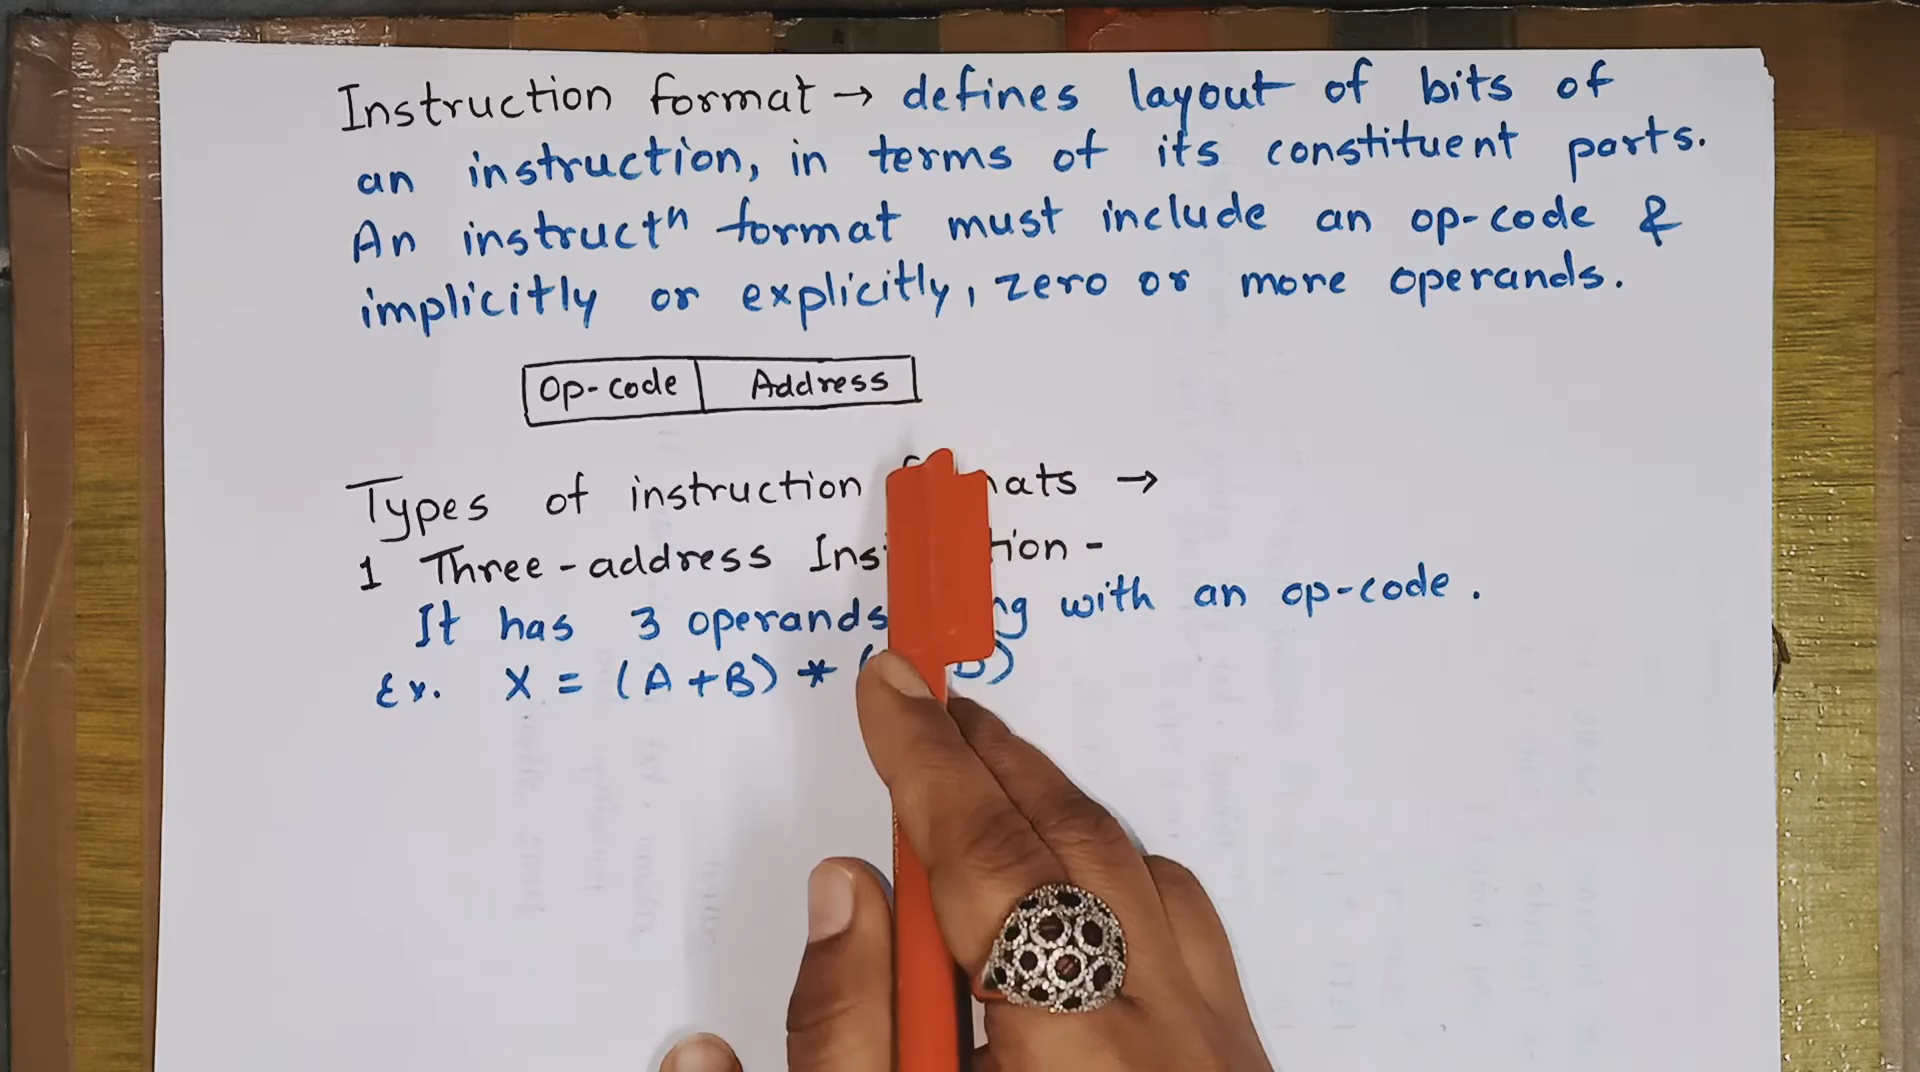 Instruction format → defines layout of bits of
an instruction, in terms of its constituent parts.
An instructⁿ format must include an op-code &
implicitly or explicitly, zero or more operands.
Op-code Address
Types of instruction →
1 Three-address -
It has 3 operands with an op-code.
Ex. X = (A+B) *